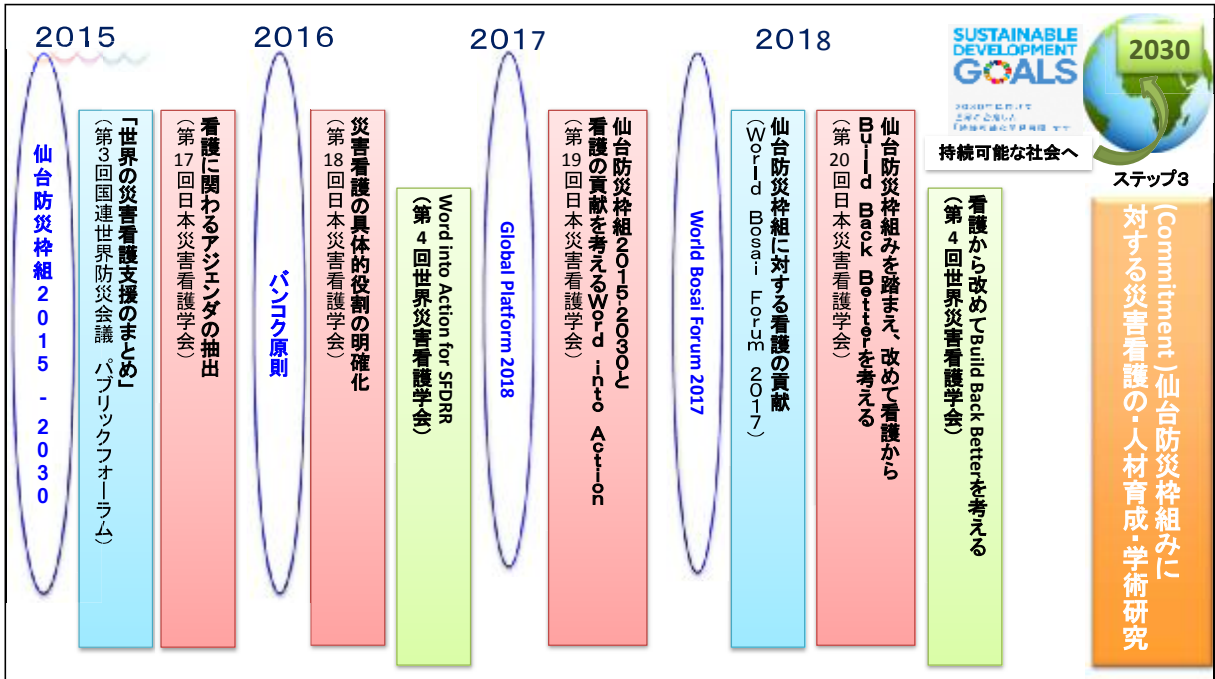 2015
2016
2017
2018
SUSTAINABLE
DEVELOPMENT
GOALS
2030
持続可能な社会へ
ステップ3
仙台防災枠組2015-2030
「世界の災害看護支援のまとめ」
(第3回国連世界防災会議 パブリックフォーラム)
看護に関わるアジェンダの抽出
(第17回日本災害看護学会)
バンコク原則
災害看護の具体的役割の明確化
(第18回日本災害看護学会)
Word into Action for SFDRR
(第4回世界災害看護学会)
Global Platform 2018
仙台防災枠組2015-2030と
看護の貢献を考えるWord into Action
(第19回日本災害看護学会)
World Bosai Forum 2017
仙台防災枠組に対する看護の貢献
(World Bosai Forum 2017)
仙台防災枠組みを踏まえ、改めて看護から
Build Back Betterを考える
(第20回日本災害看護学会)
看護から改めてBuild Back Betterを考える
(第4回世界災害看護学会)
(Commitment)仙台防災枠組みに
対する災害看護の・人材育成・学術研究